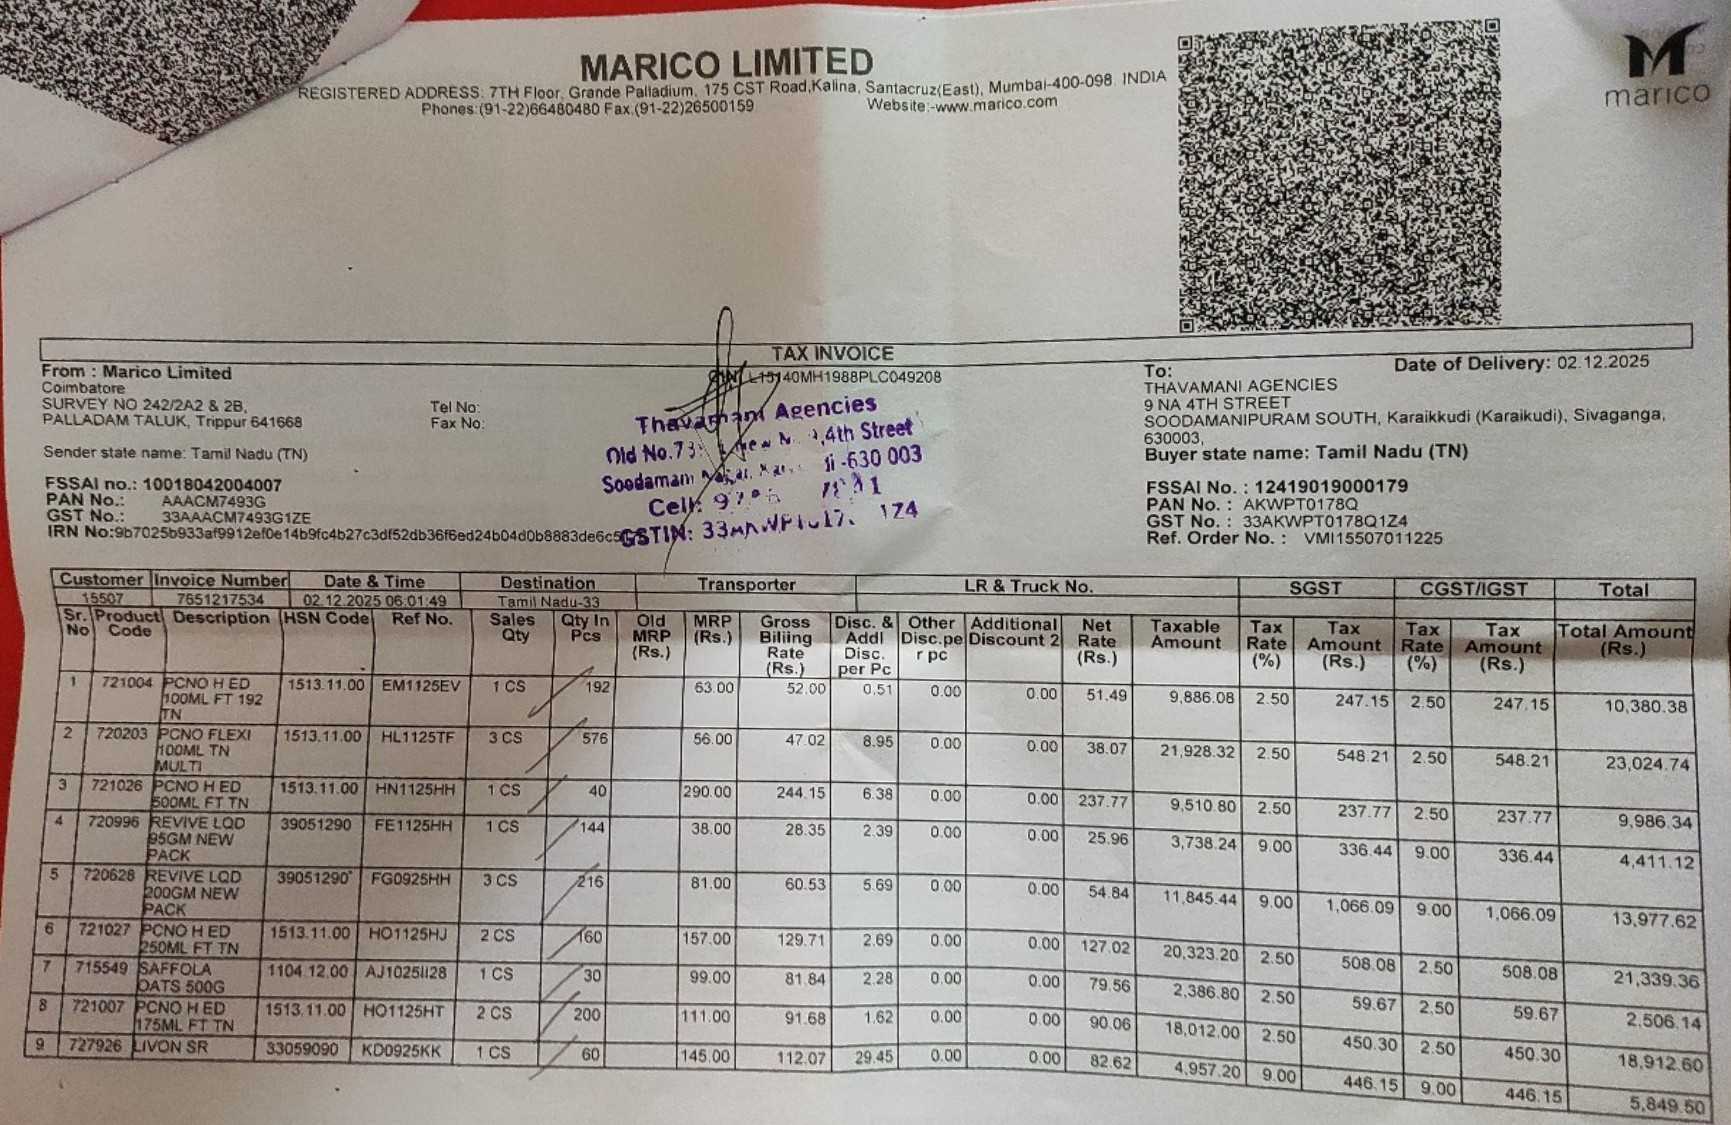 MARICO LIMITED
REGISTERED ADDRESS: 7TH Floor, Grande Palladium, 175 CST Road,Kalina, Santacruz(East), Mumbai-400-098. INDIA
Phones:(91-22)66480480 Fax:(91-22)26500159 Website:-www.marico.com
marico
TAX INVOICE
From : Marico Limited
Coimbatore
SURVEY NO 242/2A2 & 2B,
PALLADAM TALUK, Trippur 641668
Sender state name: Tamil Nadu (TN)
FSSAI no.: 10018042004007
PAN No.: AAACM7493G
GST No.: 33AAACM7493G1ZE
IRN No:9b7025b933af9912ef0e14b9fc4b27c3df52db36f6ed24b04d0b8883de6c5
Tel No:
Fax No:
CIN L15140MH1988PLC049208
Thavamani Agencies
Old No.73 4th Street
Soodamani -630 003
Cell:
GSTIN:
Date of Delivery: 02.12.2025
To:
THAVAMANI AGENCIES
9 NA 4TH STREET
SOODAMANIPURAM SOUTH, Karaikkudi (Karaikudi), Sivaganga,
630003,
Buyer state name: Tamil Nadu (TN)
FSSAI No. : 12419019000179
PAN No. : AKWPT0178Q
GST No. : 33AKWPT0178Q1Z4
Ref. Order No. : VMI15507011225
Customer Invoice Number Date & Time Destination Transporter LR & Truck No. SGST CGST/IGST Total
15507 7651217534 02.12.2025 06:01:49 Tamil Nadu-33
Sr. No Product Code Description HSN Code Ref No. Sales Qty Qty In Pcs Old MRP (Rs.) MRP (Rs.) Gross Billing Rate (Rs.) Disc. & Addl Disc. per Pc Other Disc.pe r pc Additional Discount 2 Net Rate (Rs.) Taxable Amount Tax Rate (%) Tax Amount (Rs.) Tax Rate (%) Tax Amount (Rs.) Total Amount (Rs.)
1 721004 PCNO H ED 100ML FT 192 TN 1513.11.00 EM1125EV 1 CS 192 63.00 52.00 0.51 0.00 0.00 51.49 9,886.08 2.50 247.15 2.50 247.15 10,380.38
2 720203 PCNO FLEXI 100ML TN MULTI 1513.11.00 HL1125TF 3 CS 576 56.00 47.02 8.95 0.00 0.00 38.07 21,928.32 2.50 548.21 2.50 548.21 23,024.74
3 721026 PCNO H ED 500ML FT TN 1513.11.00 HN1125HH 1 CS 40 290.00 244.15 6.38 0.00 0.00 237.77 9,510.80 2.50 237.77 2.50 237.77 9,986.34
4 720996 REVIVE LQD 95GM NEW PACK 39051290 FE1125HH 1 CS 144 38.00 28.35 2.39 0.00 0.00 25.96 3,738.24 9.00 336.44 9.00 336.44 4,411.12
5 720628 REVIVE LQD 200GM NEW PACK 39051290 FG0925HH 3 CS 216 81.00 60.53 5.69 0.00 0.00 54.84 11,845.44 9.00 1,066.09 9.00 1,066.09 13,977.62
6 721027 PCNO H ED 250ML FT TN 1513.11.00 HO1125HJ 2 CS 160 157.00 129.71 2.69 0.00 0.00 127.02 20,323.20 2.50 508.08 2.50 508.08 21,339.36
7 715549 SAFFOLA OATS 500G 1104.12.00 AJ1025II28 1 CS 30 99.00 81.84 2.28 0.00 0.00 79.56 2,386.80 2.50 59.67 2.50 59.67 2,506.14
8 721007 PCNO H ED 175ML FT TN 1513.11.00 HO1125HT 2 CS 200 111.00 91.68 1.62 0.00 0.00 90.06 18,012.00 2.50 450.30 2.50 450.30 18,912.60
9 727926 LIVON SR 33059090 KD0925KK 1 CS 60 145.00 112.07 29.45 0.00 0.00 82.62 4,957.20 9.00 446.15 9.00 446.15 5,849.50